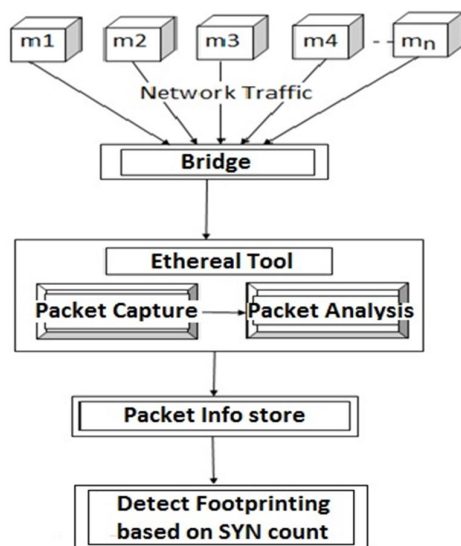 m1 m2 m3 m4 -- mn
Network Traffic
Bridge
Ethereal Tool
Packet Capture Packet Analysis
Packet Info store
Detect Footprinting
based on SYN count